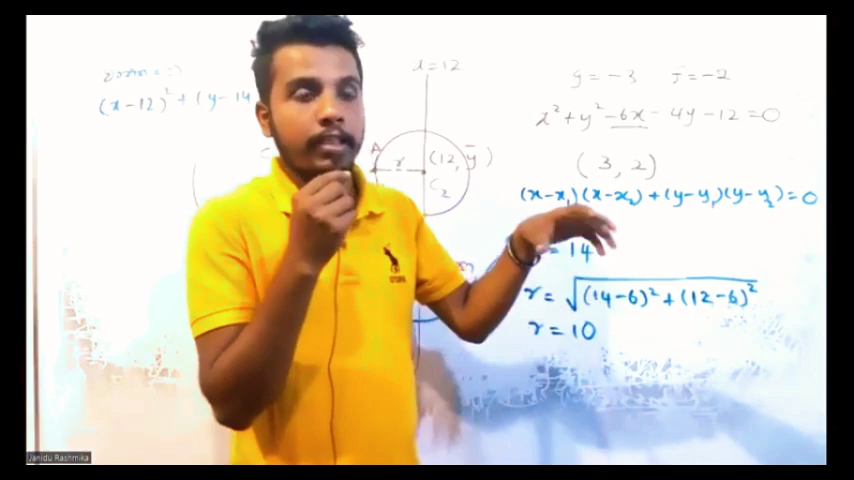 (x-12)² + (y-14
x=12
A
r
(12, y̅)
C₂
g = -3 f = -2
x² + y² - 6x - 4y - 12 = 0
(3, 2)
(x-x₁)(x-x₂) + (y-y₁)(y-y₂) = 0
= 14
r = √(14-6)² + (12-6)²
r = 10
Janidu Rashmika